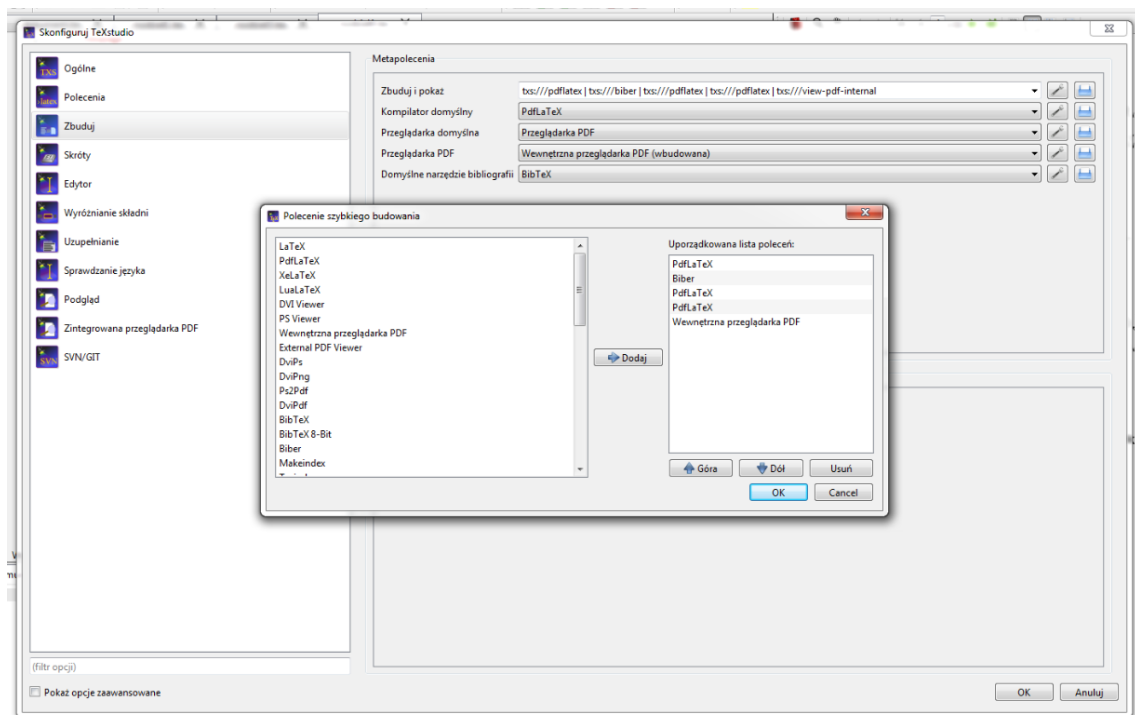 Skonfiguruj TeXstudio
Ogólne
Polecenia
Zbuduj
Skróty
Edytor
Wyróżnianie składni
Uzupełnianie
Sprawdzanie języka
Podgląd
Zintegrowana przeglądarka PDF
SVN/GIT
(filtr opcji)
Pokaż opcje zaawansowane
Metapolecenia
Zbuduj i pokaż txs:///pdflatex | txs:///biber | txs:///pdflatex | txs:///pdflatex | txs:///view-pdf-internal
Kompilator domyślny PdfLaTeX
Przeglądarka domyślna Przeglądarka PDF
Przeglądarka PDF Wewnętrzna przeglądarka PDF (wbudowana)
Domyślne narzędzie bibliografii BibTeX
Polecenie szybkiego budowania
LaTeX
PdfLaTeX
XeLaTeX
LuaLaTeX
DVI Viewer
PS Viewer
Wewnętrzna przeglądarka PDF
External PDF Viewer
DviPs
DviPng
Ps2Pdf
DviPdf
BibTeX
BibTeX 8-Bit
Biber
Makeindex
Dodaj
Uporządkowana lista poleceń:
PdfLaTeX
Biber
PdfLaTeX
PdfLaTeX
Wewnętrzna przeglądarka PDF
Góra Dół Usuń
OK Cancel
OK Anuluj